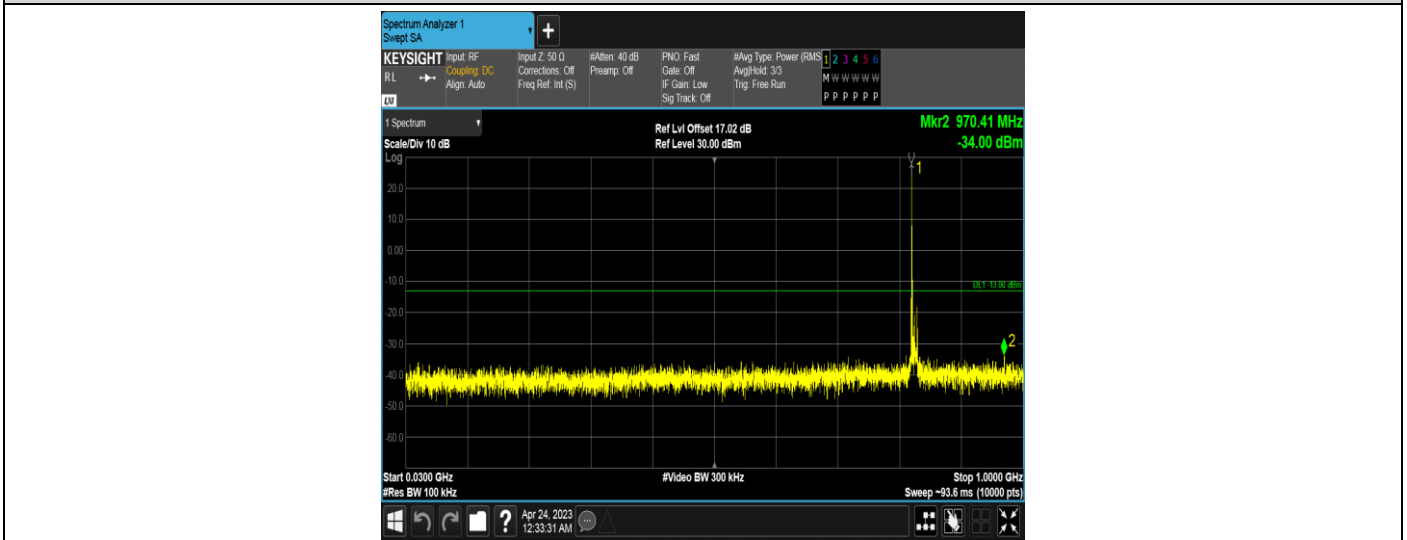 Spectrum Analyzer 1
Swept SA
+
KEYSIGHT
RL
LXI
Input: RF
Coupling: DC
Align: Auto
Input Z: 50 Ω
Corrections: Off
Freq Ref: Int (S)
#Atten: 40 dB
Preamp: Off
PNO: Fast
Gate: Off
IF Gain: Low
Sig Track: Off
#Avg Type: Power (RMS
Avg|Hold: 3/3
Trig: Free Run
1 2 3 4 5 6
M W W W W W
P P P P P P
1 Spectrum
Scale/Div 10 dB
Ref Lvl Offset 17.02 dB
Ref Level 30.00 dBm
Mkr2 970.41 MHz
-34.00 dBm
Log
1
20.0
10.0
0.00
-10.0
DL1 -13.00 dBm
-20.0
-30.0
2
-40.0
-50.0
-60.0
Start 0.0300 GHz
#Res BW 100 kHz
#Video BW 300 kHz
Stop 1.0000 GHz
Sweep ~93.6 ms (10000 pts)
?
Apr 24, 2023
12:33:31 AM